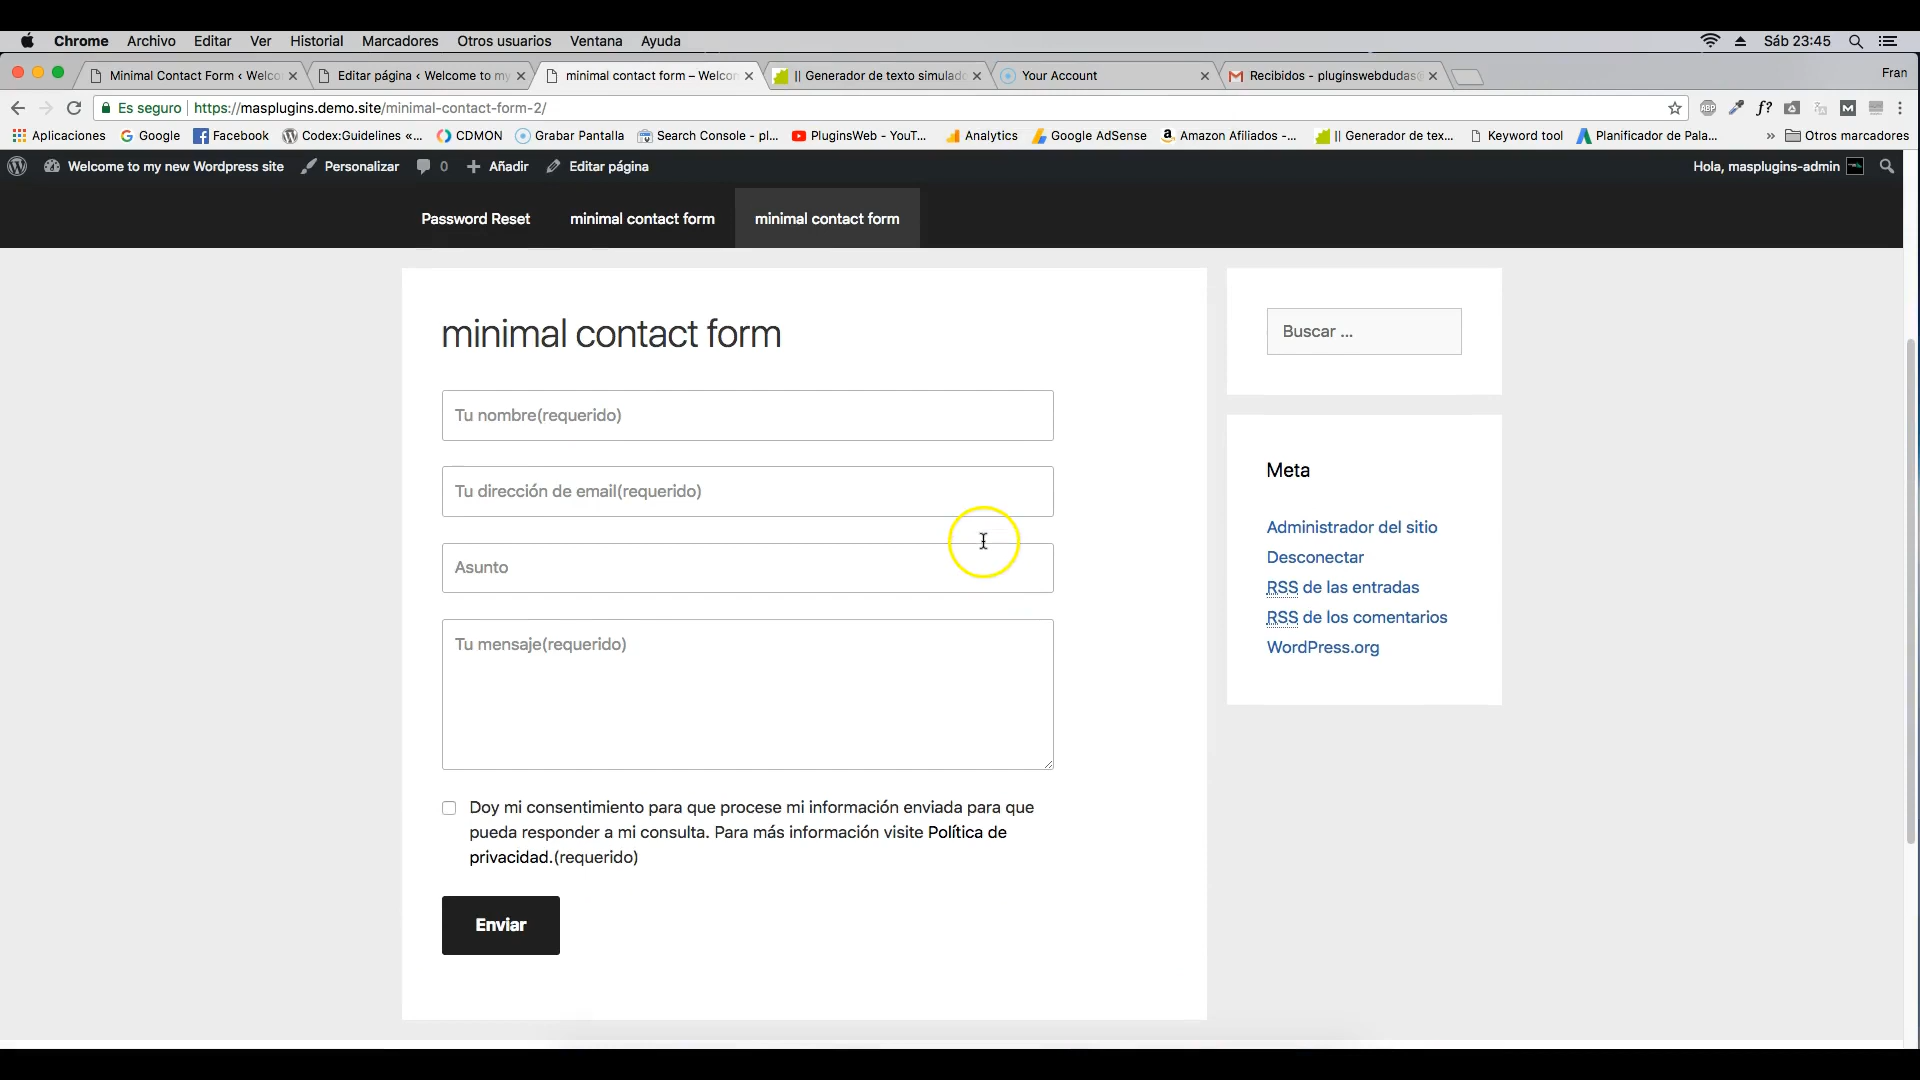 Chrome Archivo Editar Ver Historial Marcadores Otros usuarios Ventana Ayuda Sáb 23:45
Minimal Contact Form ‹ Welco Editar página ‹ Welcome to my minimal contact form – Welcon || Generador de texto simulado Your Account Recibidos - pluginswebdudas@ Fran
Es seguro https://masplugins.demo.site/minimal-contact-form-2/ ABP f? M
Aplicaciones Google Facebook Codex:Guidelines «... CDMON Grabar Pantalla Search Console - pl... PluginsWeb - YouT... Analytics Google AdSense Amazon Afiliados -... || Generador de tex... Keyword tool Planificador de Pala... » Otros marcadores
Welcome to my new Wordpress site Personalizar 0 Añadir Editar página Hola, masplugins-admin
Password Reset minimal contact form minimal contact form
minimal contact form
Tu nombre(requerido)
Tu dirección de email(requerido)
Asunto
Tu mensaje(requerido)
Doy mi consentimiento para que procese mi información enviada para que
pueda responder a mi consulta. Para más información visite Política de
privacidad.(requerido)
Enviar
Buscar ...
Meta
Administrador del sitio
Desconectar
RSS de las entradas
RSS de los comentarios
WordPress.org